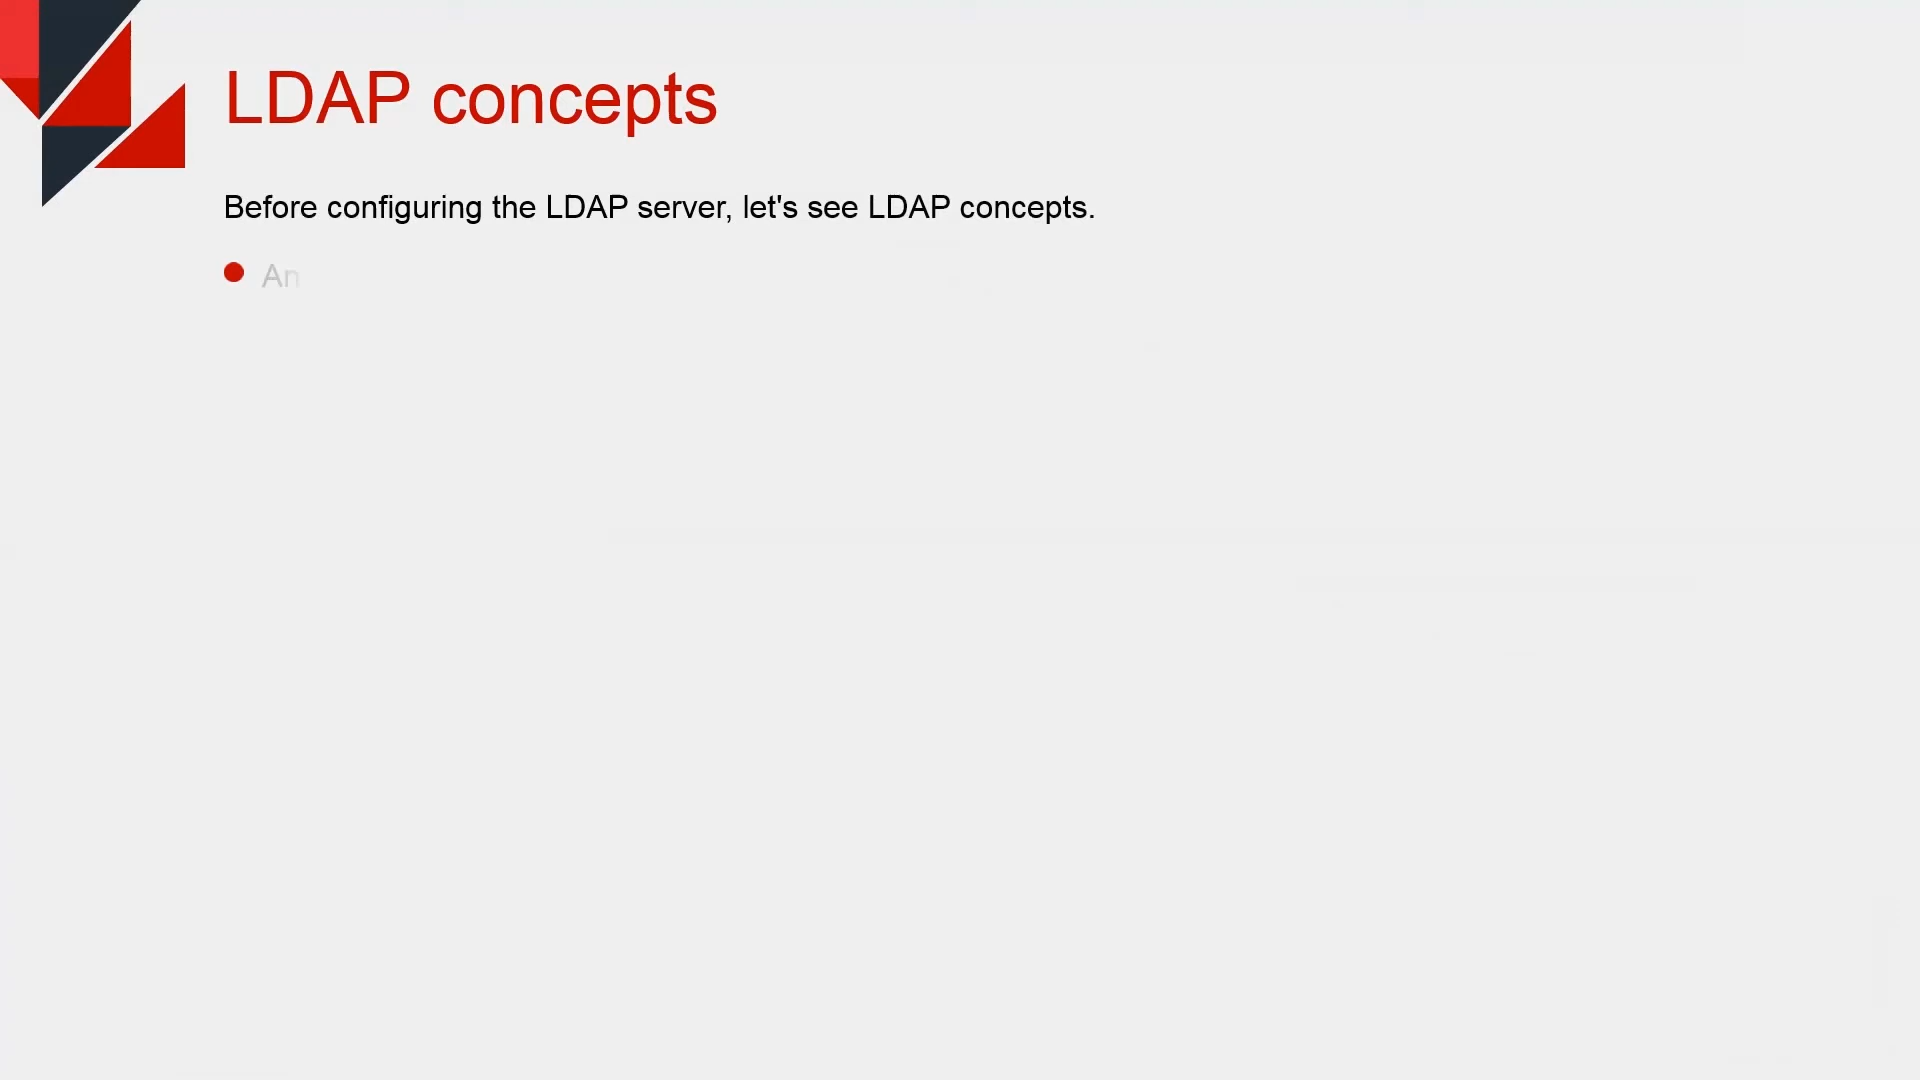 LDAP concepts
Before configuring the LDAP server, let's see LDAP concepts.
An